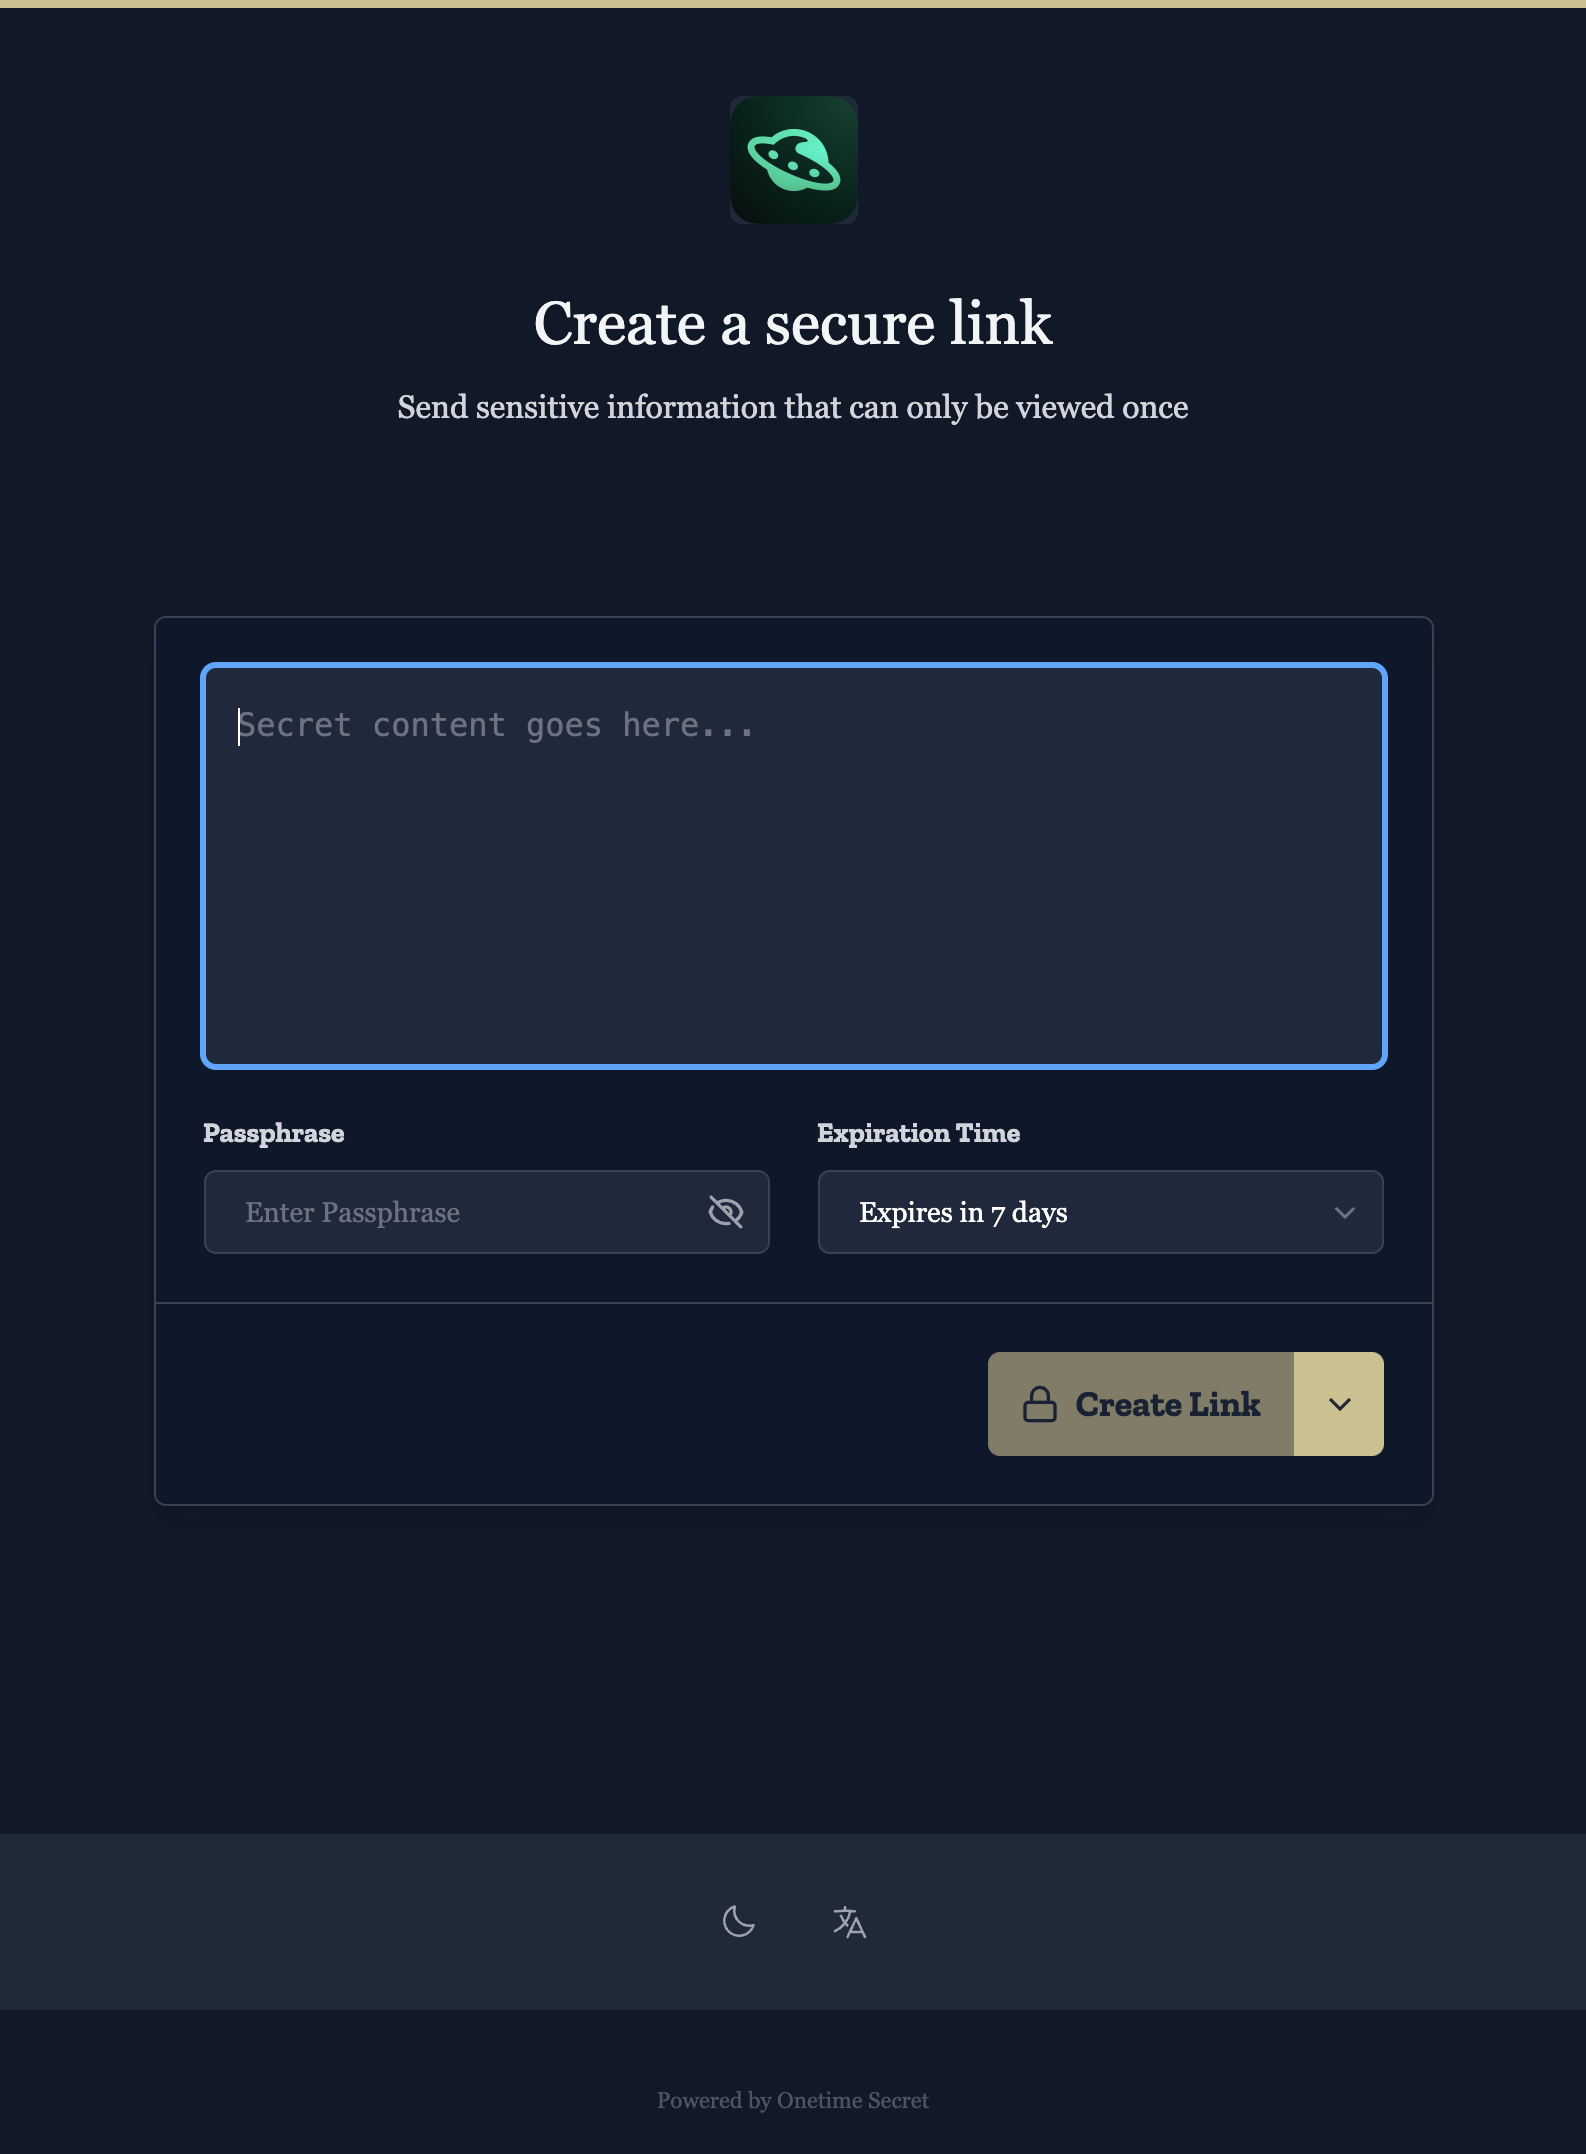 Create a secure link
Send sensitive information that can only be viewed once
Secret content goes here...
Passphrase
Expiration Time
Enter Passphrase
Expires in 7 days
Create Link
Powered by Onetime Secret